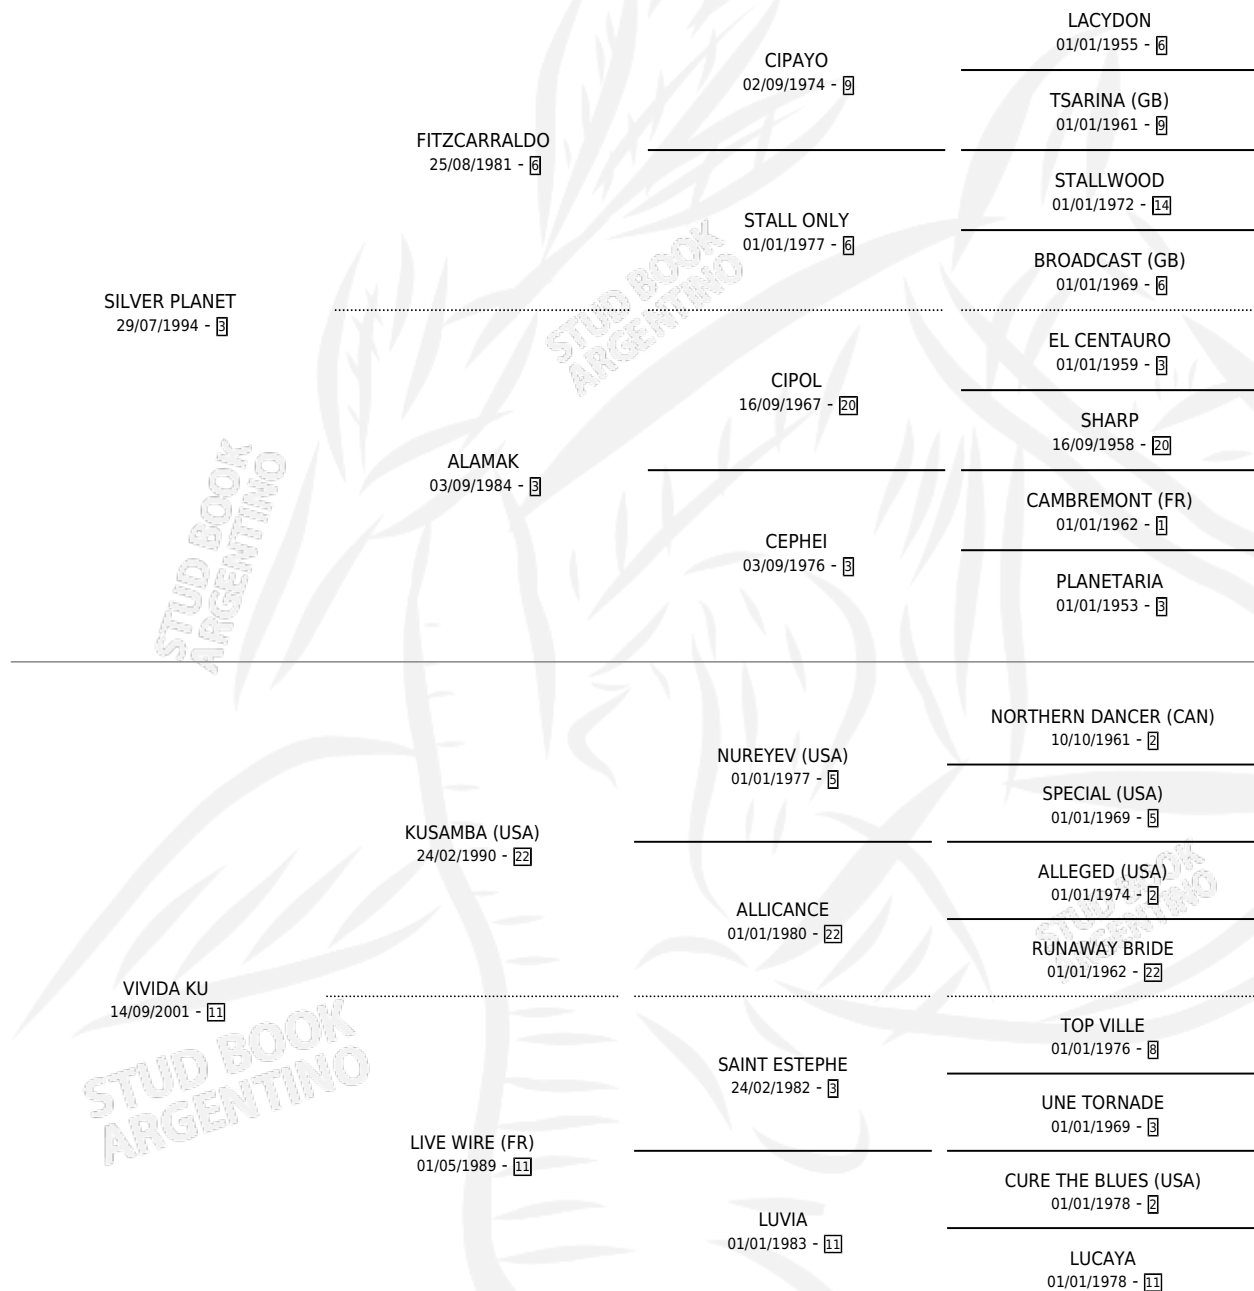 LACYDON
01/01/1955 - 6
CIPAYO
02/09/1974 - 9
TSARINA (GB)
01/01/1961 - 9
FITZCARRALDO
25/08/1981 - 6
STALLWOOD
01/01/1972 - 14
STALL ONLY
01/01/1977 - 6
BROADCAST (GB)
01/01/1969 - 6
SILVER PLANET
29/07/1994 - 3
EL CENTAURO
01/01/1959 - 3
CIPOL
16/09/1967 - 20
SHARP
16/09/1958 - 20
ALAMAK
03/09/1984 - 3
CAMBREMONT (FR)
01/01/1962 - 1
CEPHEI
03/09/1976 - 3
PLANETARIA
01/01/1953 - 3
NORTHERN DANCER (CAN)
10/10/1961 - 2
NUREYEV (USA)
01/01/1977 - 5
SPECIAL (USA)
01/01/1969 - 5
KUSAMBA (USA)
24/02/1990 - 22
ALLEGED (USA)
01/01/1974 - 2
ALLICANCE
01/01/1980 - 22
RUNAWAY BRIDE
01/01/1962 - 22
VIVIDA KU
14/09/2001 - 11
TOP VILLE
01/01/1976 - 8
SAINT ESTEPHE
24/02/1982 - 3
UNE TORNADE
01/01/1969 - 3
LIVE WIRE (FR)
01/05/1989 - 11
CURE THE BLUES (USA)
01/01/1978 - 2
LUVIA
01/01/1983 - 11
LUCAYA
01/01/1978 - 11
STUD BOOK
ARGENTINO
STUD BOOK
ARGENTINO
STUD BOOK
ARGENTINO
STUD BOOK
ARGENTINO